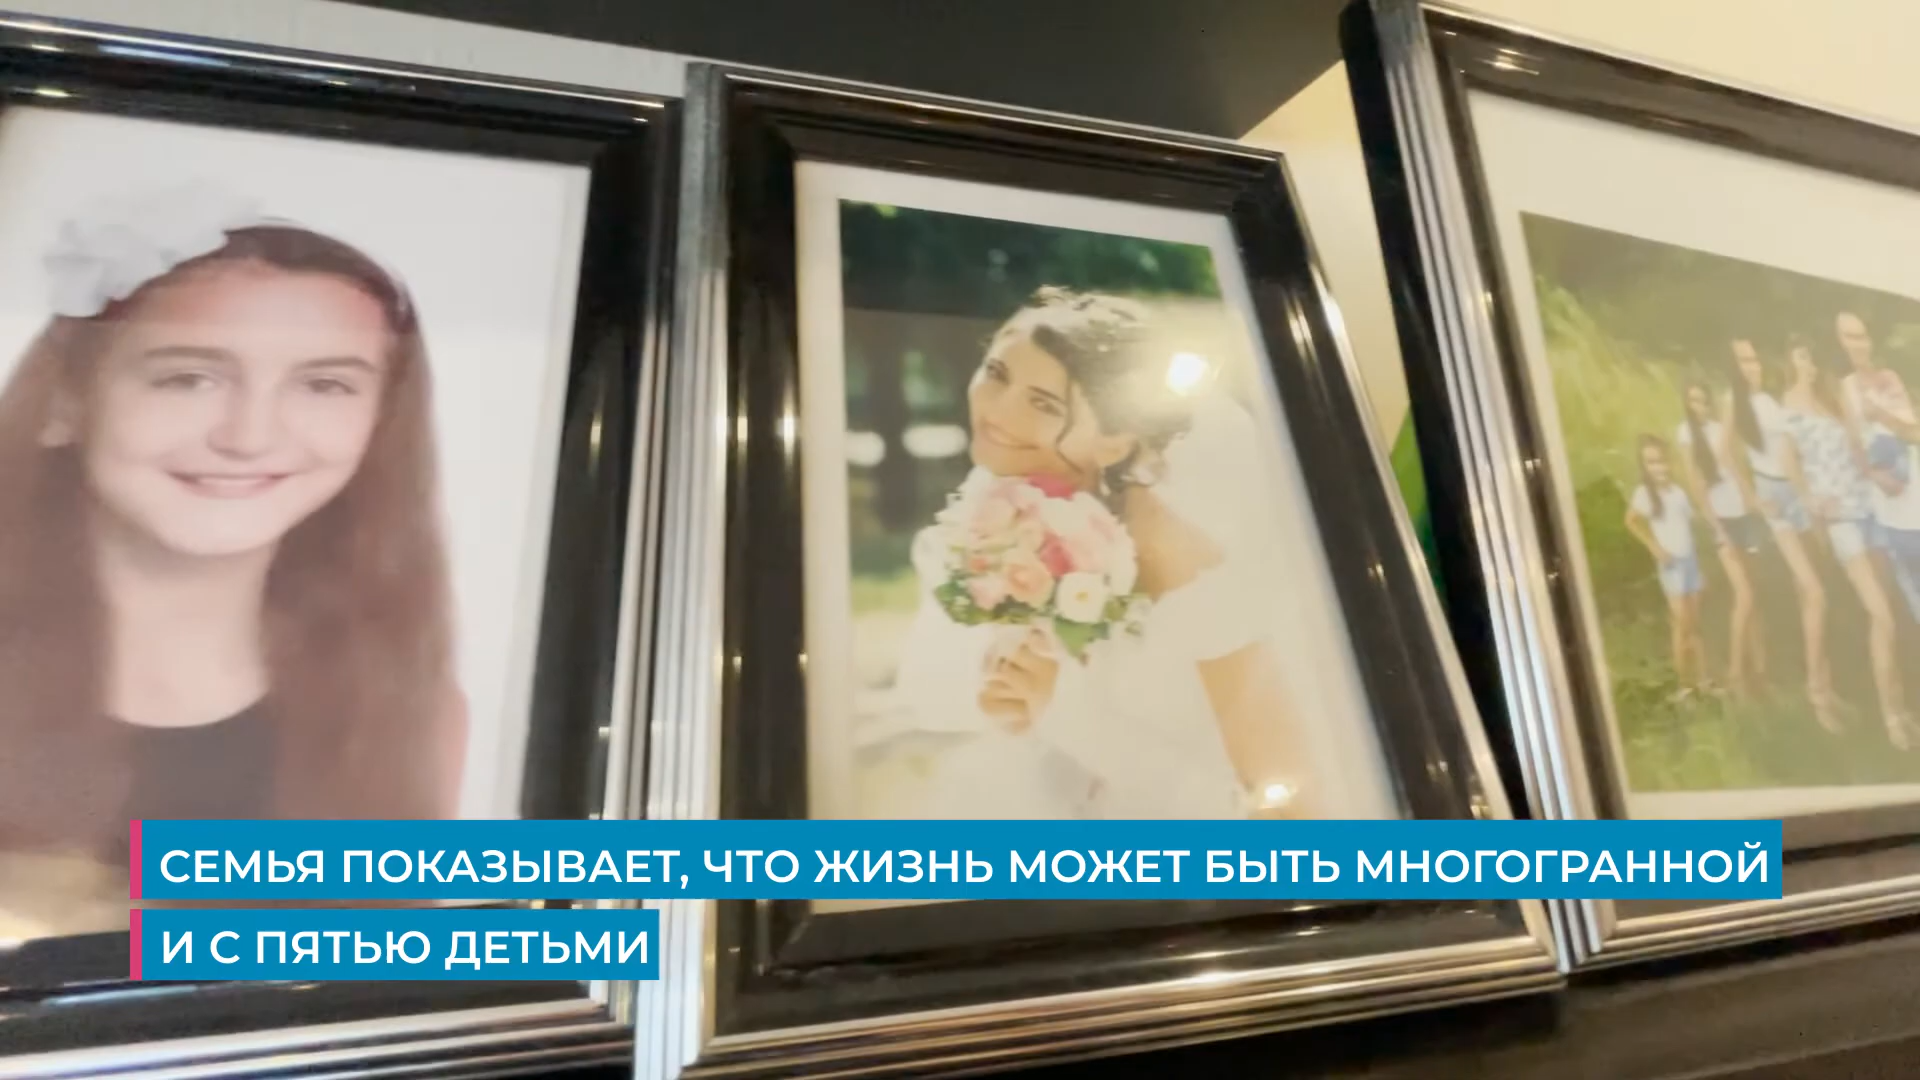 СЕМЬЯ ПОКАЗЫВАЕТ, ЧТО ЖИЗНЬ МОЖЕТ БЫТЬ МНОГОГРАННОЙ
И С ПЯТЬЮ ДЕТЬМИ